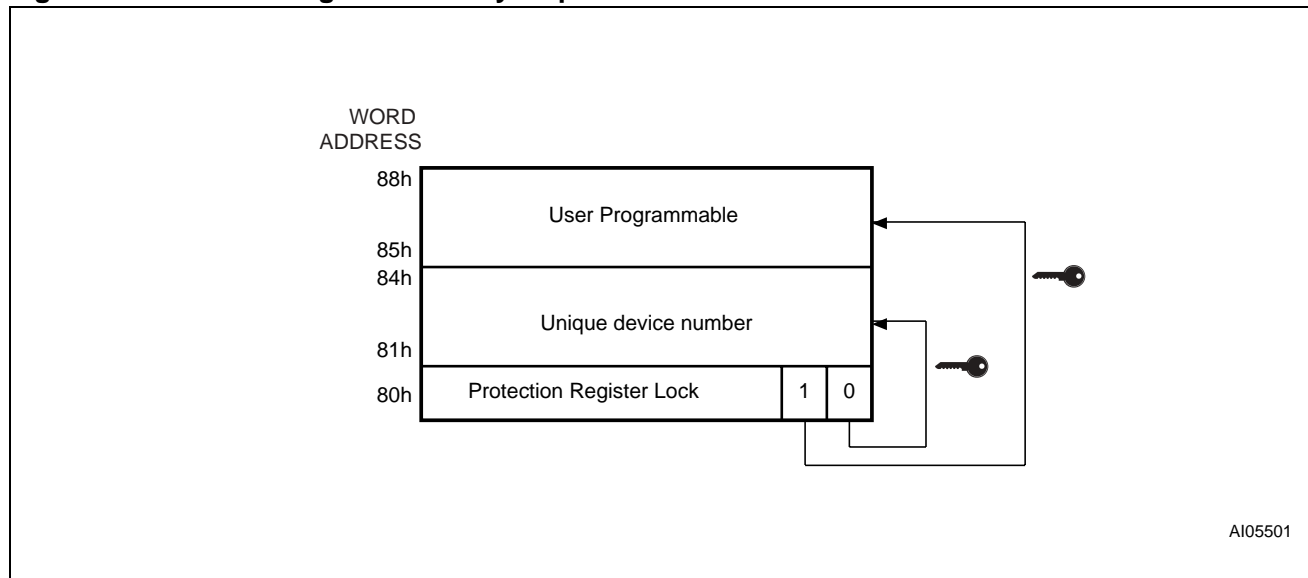 WORD
ADDRESS
88h
User Programmable
85h
84h
Unique device number
81h
80h
Protection Register Lock 1 0
AI05501